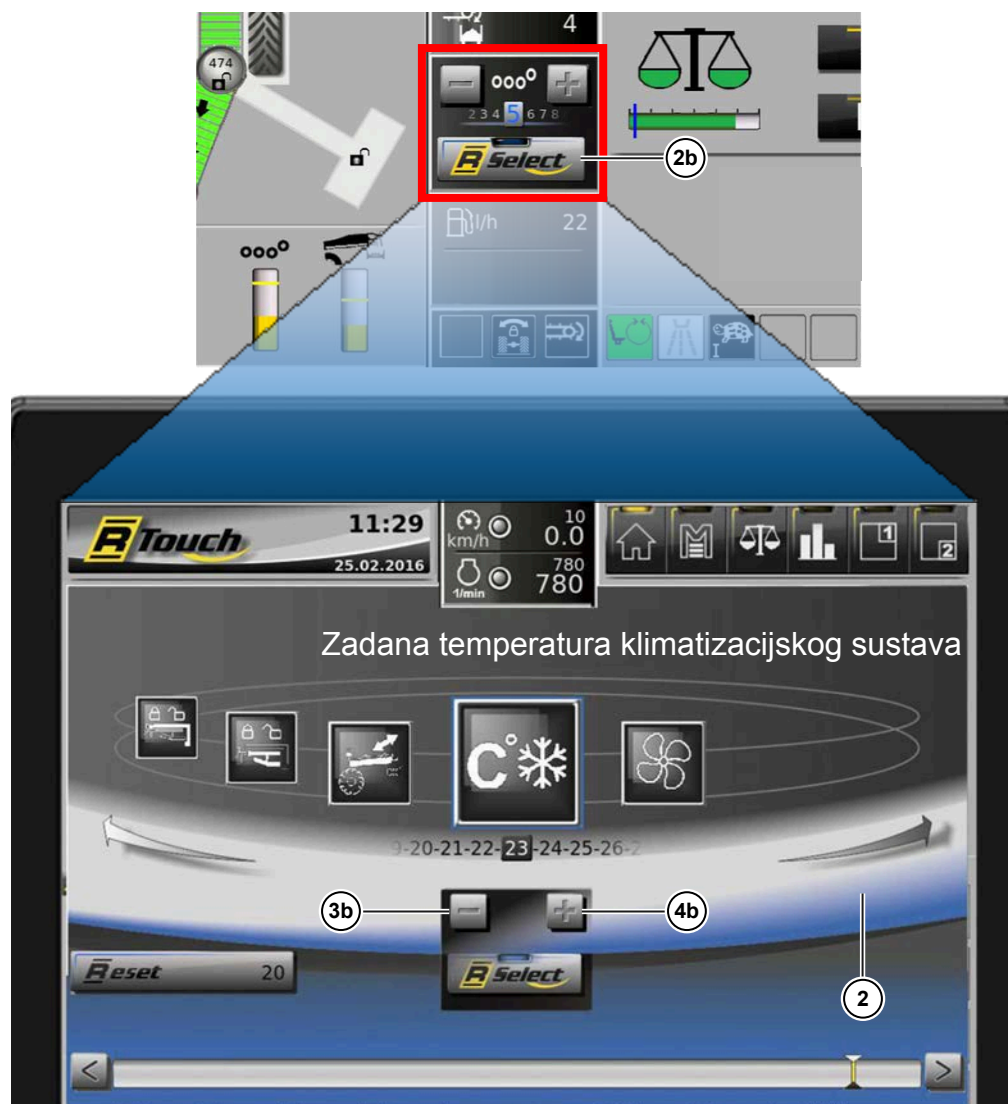 4
474
2 3 4 5 6 7 8
R Select
2b
l/h 22
I
R Touch
11:29
25.02.2016
km/h
10
0.0
1/min
780
780
M
1
2
Zadana temperatura klimatizacijskog sustava
C°
9-20-21-22-23-24-25-26-2
3b
4b
Reset 20
R Select
2
< >